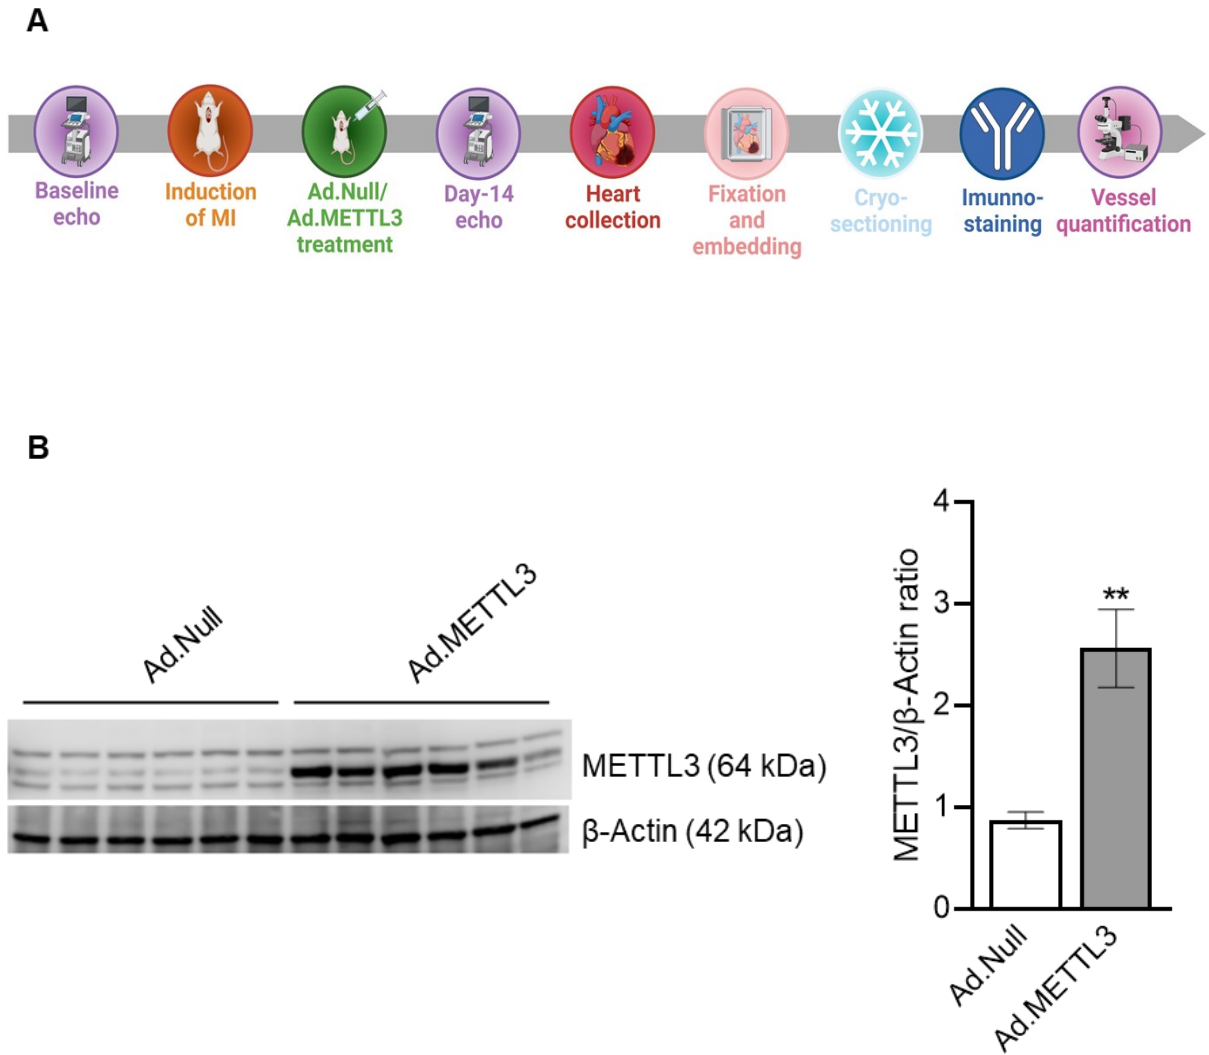 A
Baseline
echo
Induction
of MI
Ad.Null/
Ad.METTL3
treatment
Day-14
echo
Heart
collection
Fixation
and
embedding
Cryo-
sectioning
Imunno-
staining
Vessel
quantification
B
Ad.Null
Ad.METTL3
METTL3 (64 kDa)
β-Actin (42 kDa)
METTL3/β-Actin ratio
4
3
2
1
0
**
Ad.Null
Ad.METTL3